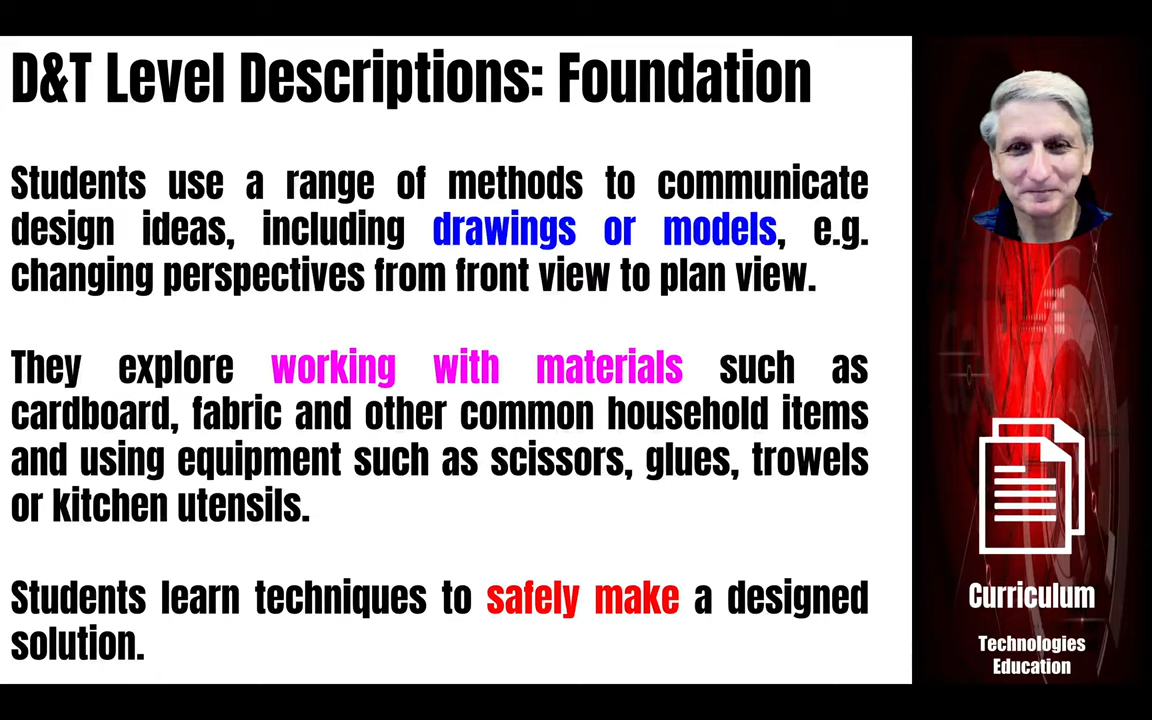 D&T Level Descriptions: Foundation
Students use a range of methods to communicate
design ideas, including drawings or models, e.g.
changing perspectives from front view to plan view.
They explore working with materials such as
cardboard, fabric and other common household items
and using equipment such as scissors, glues, trowels
or kitchen utensils.
Students learn techniques to safely make a designed
solution.
Curriculum
Technologies
Education